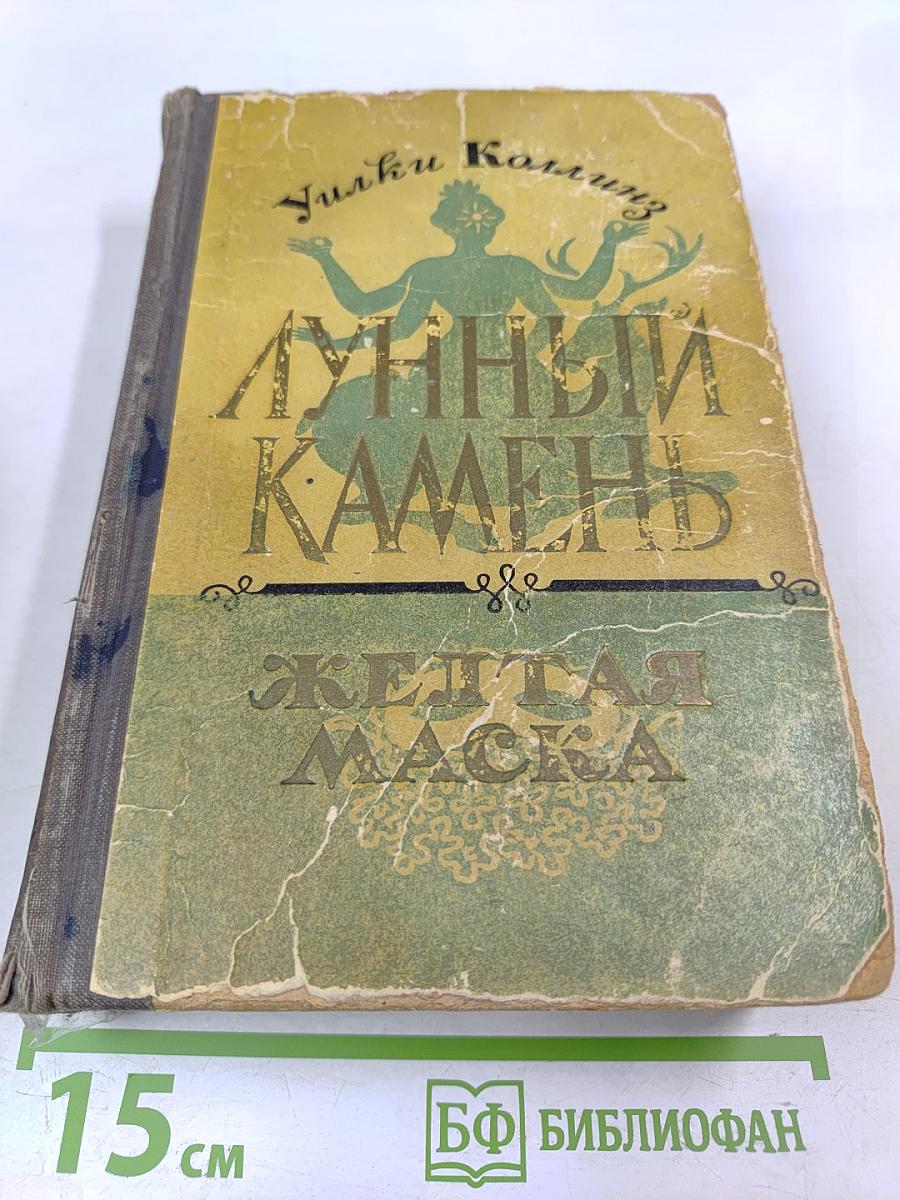 Уилки Коллинз
ЛУННЫЙ
КАМЕНЬ
ЖЕЛТАЯ
МАСКА
15 см
БФ БИБЛИОФАН